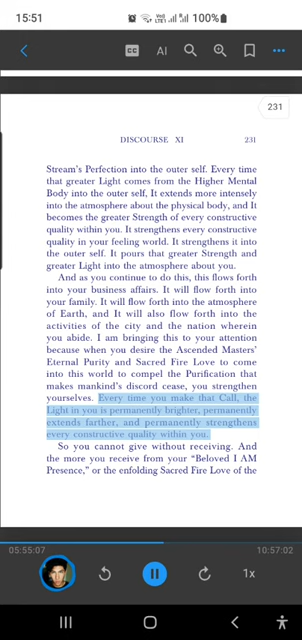 15:51
100%
AI
231
DISCOURSE XI 231
Stream's Perfection into the outer self. Every time
that greater Light comes from the Higher Mental
Body into the outer self, It extends more intensely
into the atmosphere about the physical body, and It
becomes the greater Strength of every constructive
quality within you. It strengthens every constructive
quality in your feeling world. It strengthens it into
the outer self. It pours that greater Strength and
greater Light into the atmosphere about you.
And as you continue to do this, this flows forth
into your business affairs. It will flow forth into
your family. It will flow forth into the atmosphere
of Earth, and It will also flow forth into the
activities of the city and the nation wherein
you abide. I am bringing this to your attention
because when you desire the Ascended Masters'
Eternal Purity and Sacred Fire Love to come
into this world to compel the Purification that
makes mankind's discord cease, you strengthen
yourselves. Every time you make that Call, the
Light in you is permanently brighter, permanently
extends farther, and permanently strengthens
every constructive quality within you.
So you cannot give without receiving. And
the more you receive from your “Beloved I AM
Presence,” or the enfolding Sacred Fire Love of the
05:55:07 10:57:02
1x